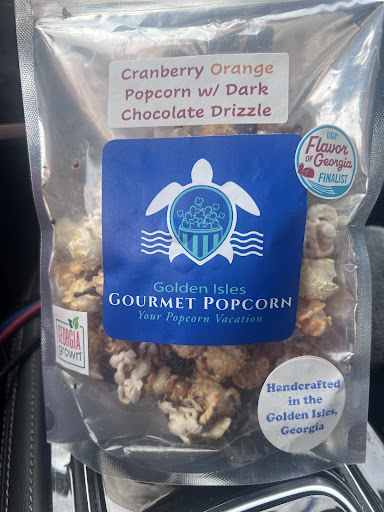 Cranberry Orange
Popcorn w/ Dark
Chocolate Drizzle
UGA
Flavor
OF Georgia
FINALIST
Golden Isles
GOURMET POPCORN
Your Popcorn Vacation
GEORGIA
grown
Handcrafted
in the
Golden Isles,
Georgia